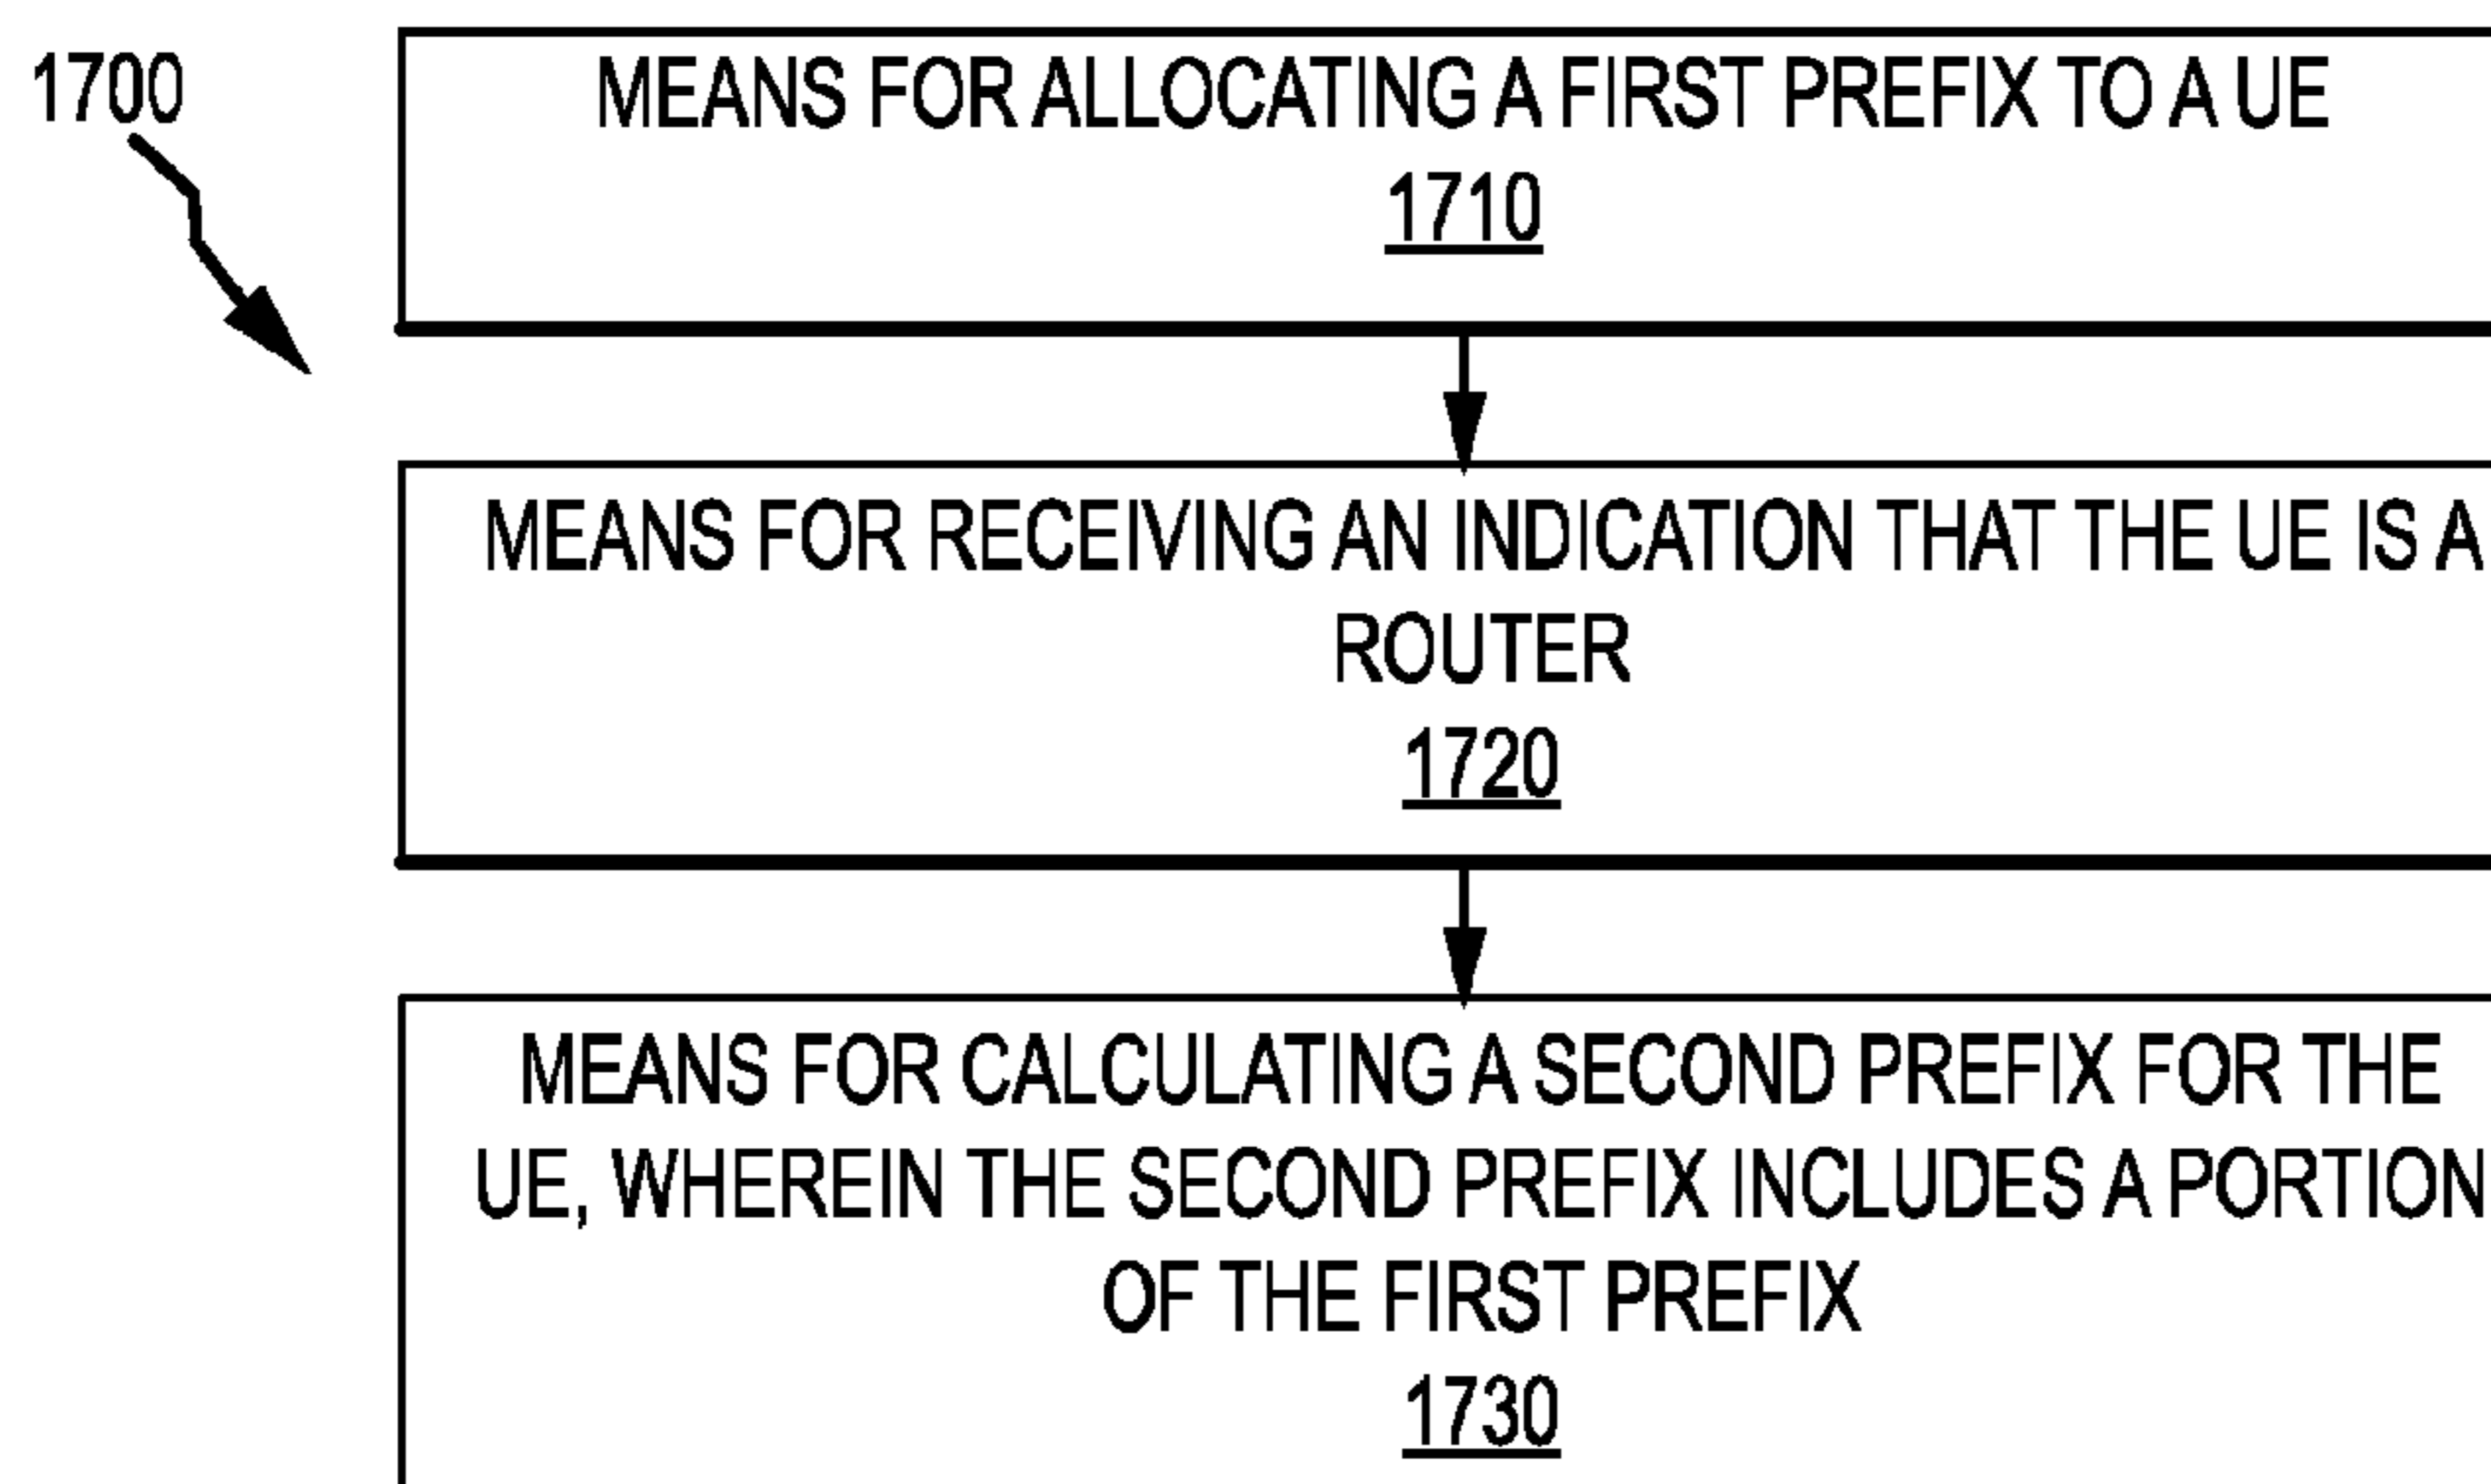 1700
MEANS FOR ALLOCATING A FIRST PREFIX TO A UE
1710
MEANS FOR RECEIVING AN INDICATION THAT THE UE IS A
ROUTER
1720
MEANS FOR CALCULATING A SECOND PREFIX FOR THE
UE, WHEREIN THE SECOND PREFIX INCLUDES A PORTION
OF THE FIRST PREFIX
1730